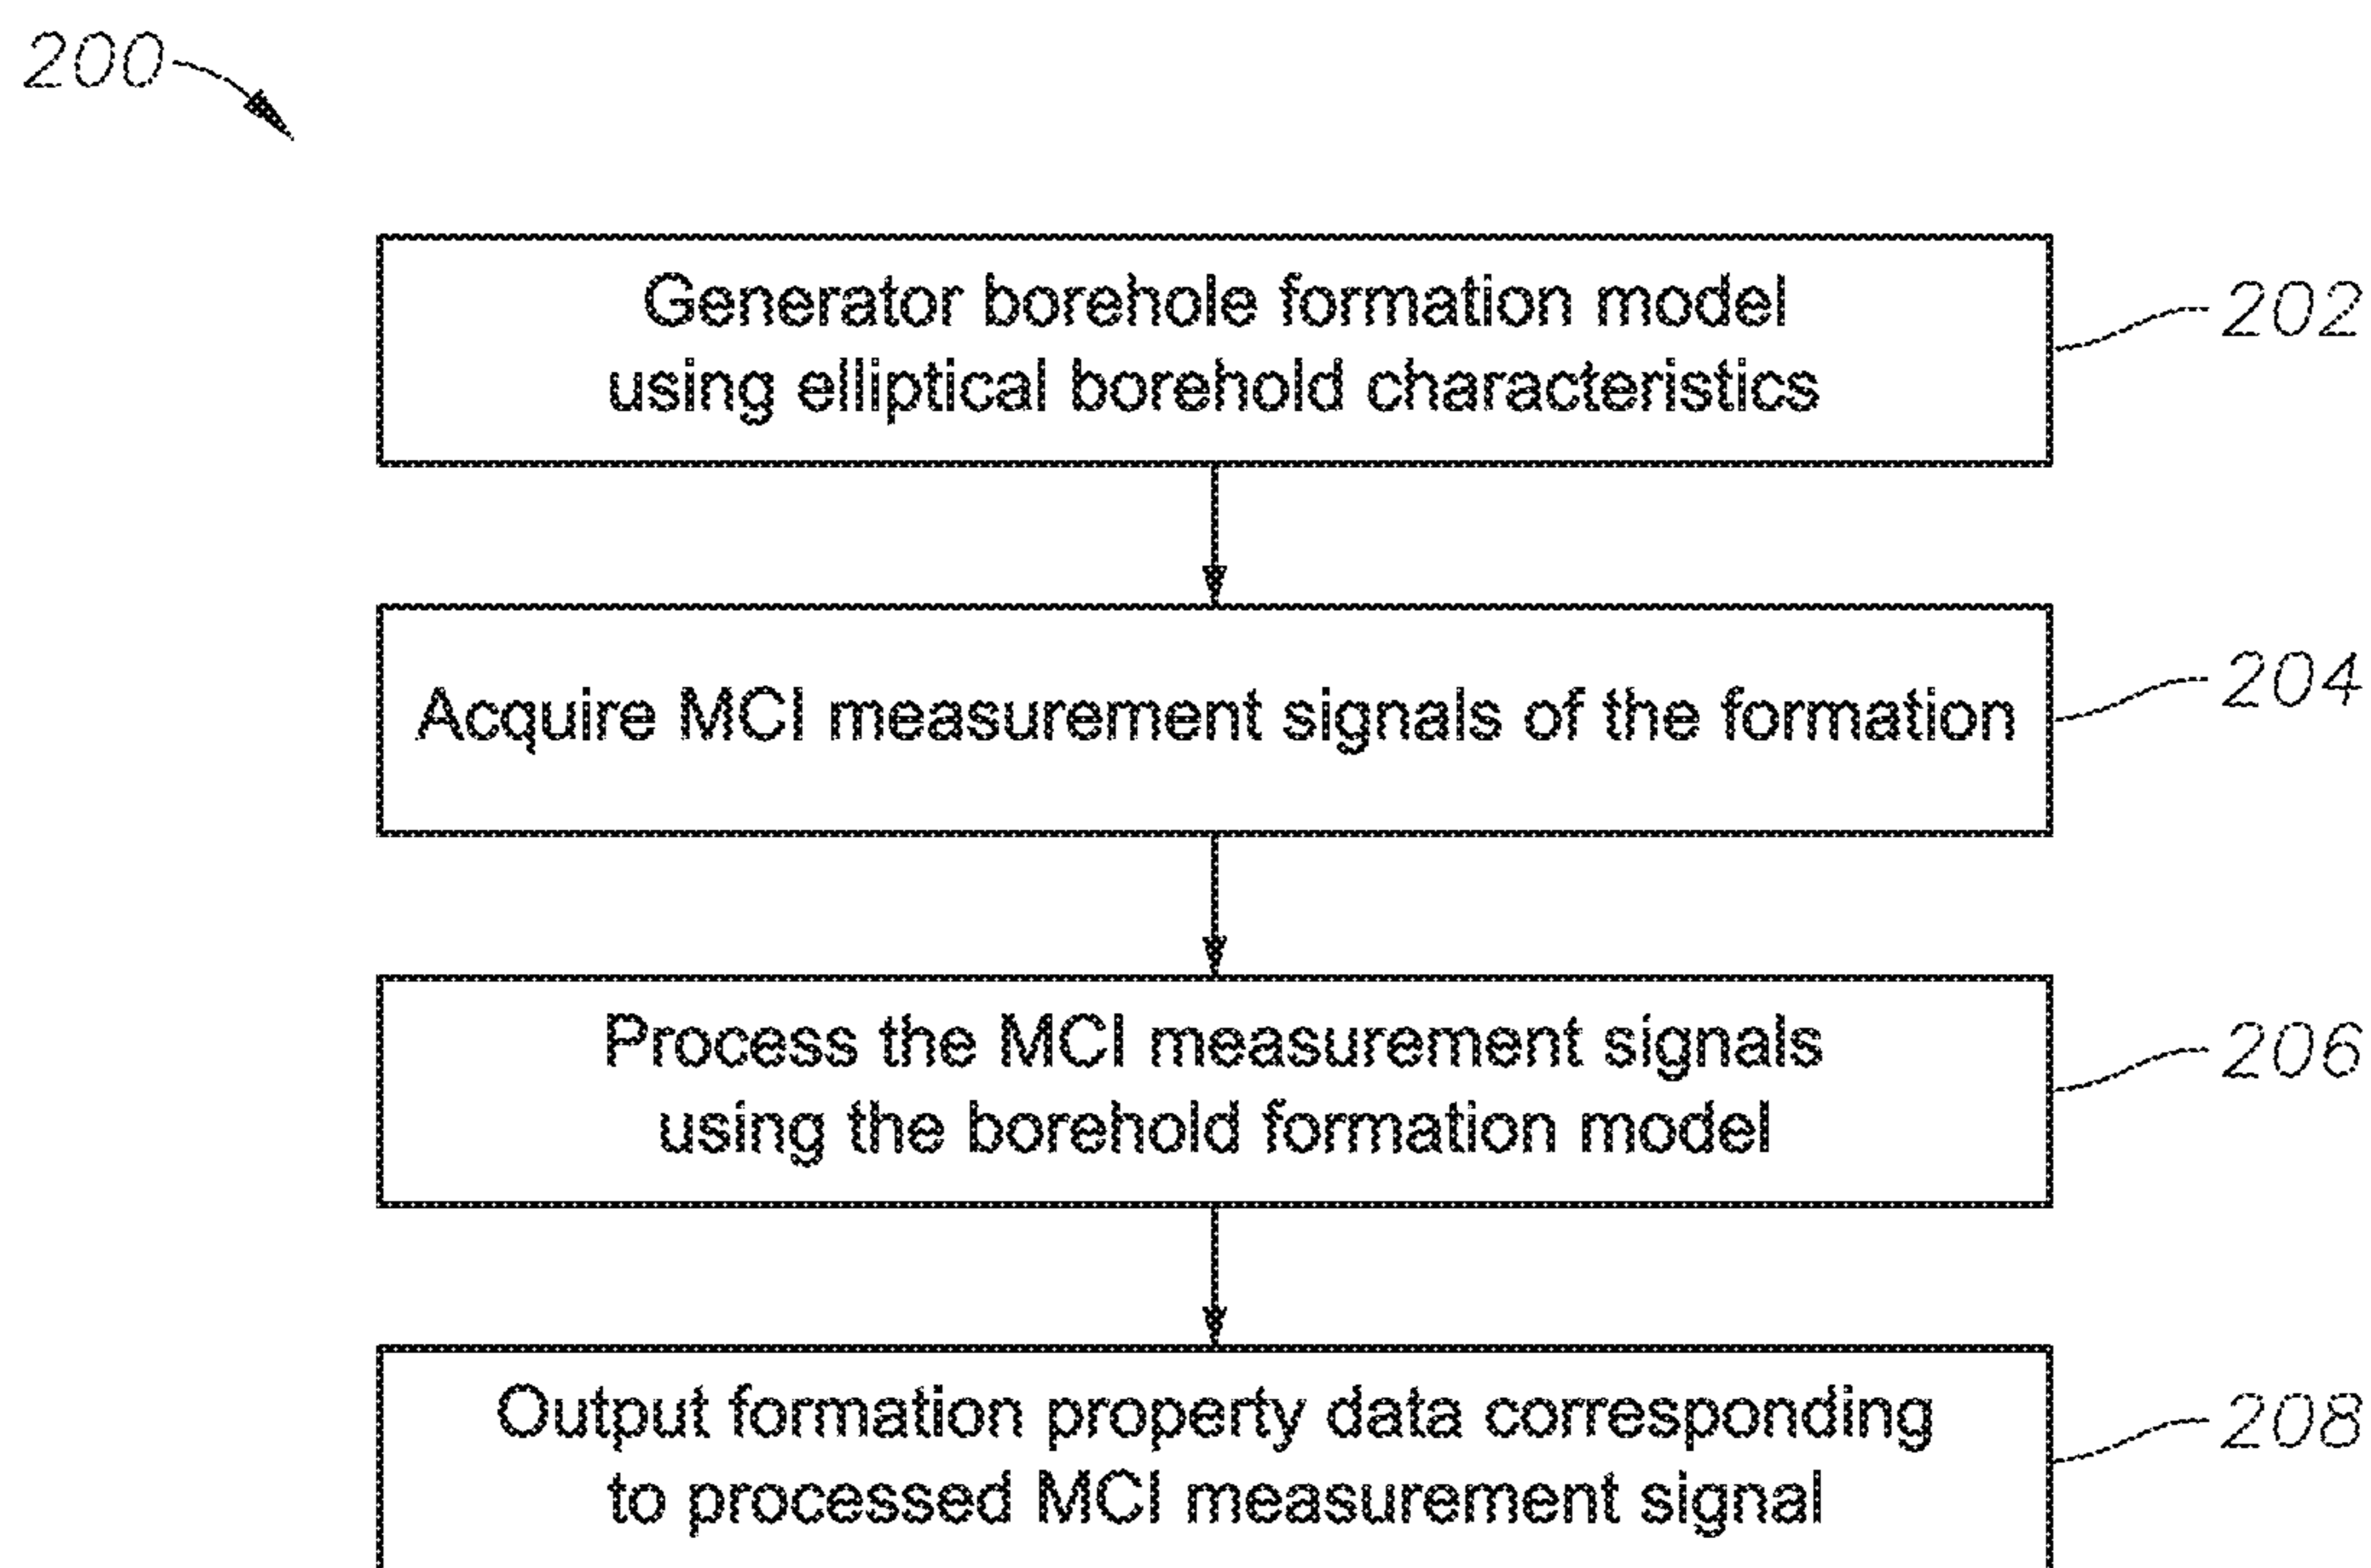 200
Generator borehole formation model
using elliptical borehold characteristics
202
Acquire MCI measurement signals of the formation
204
Process the MCI measurement signals
using the borehold formation model
206
Output formation property data corresponding
to processed MCI measurement signal
208